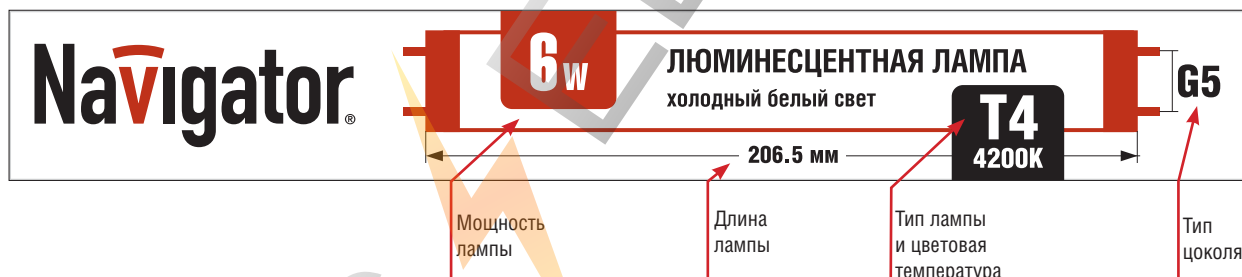 Navigator®
6W
ЛЮМИНЕСЦЕНТНАЯ ЛАМПА
холодный белый свет
T4
4200K
G5
206.5 мм
Мощность
лампы
Длина
лампы
Тип лампы
и цветовая
температура
Тип
цоколя